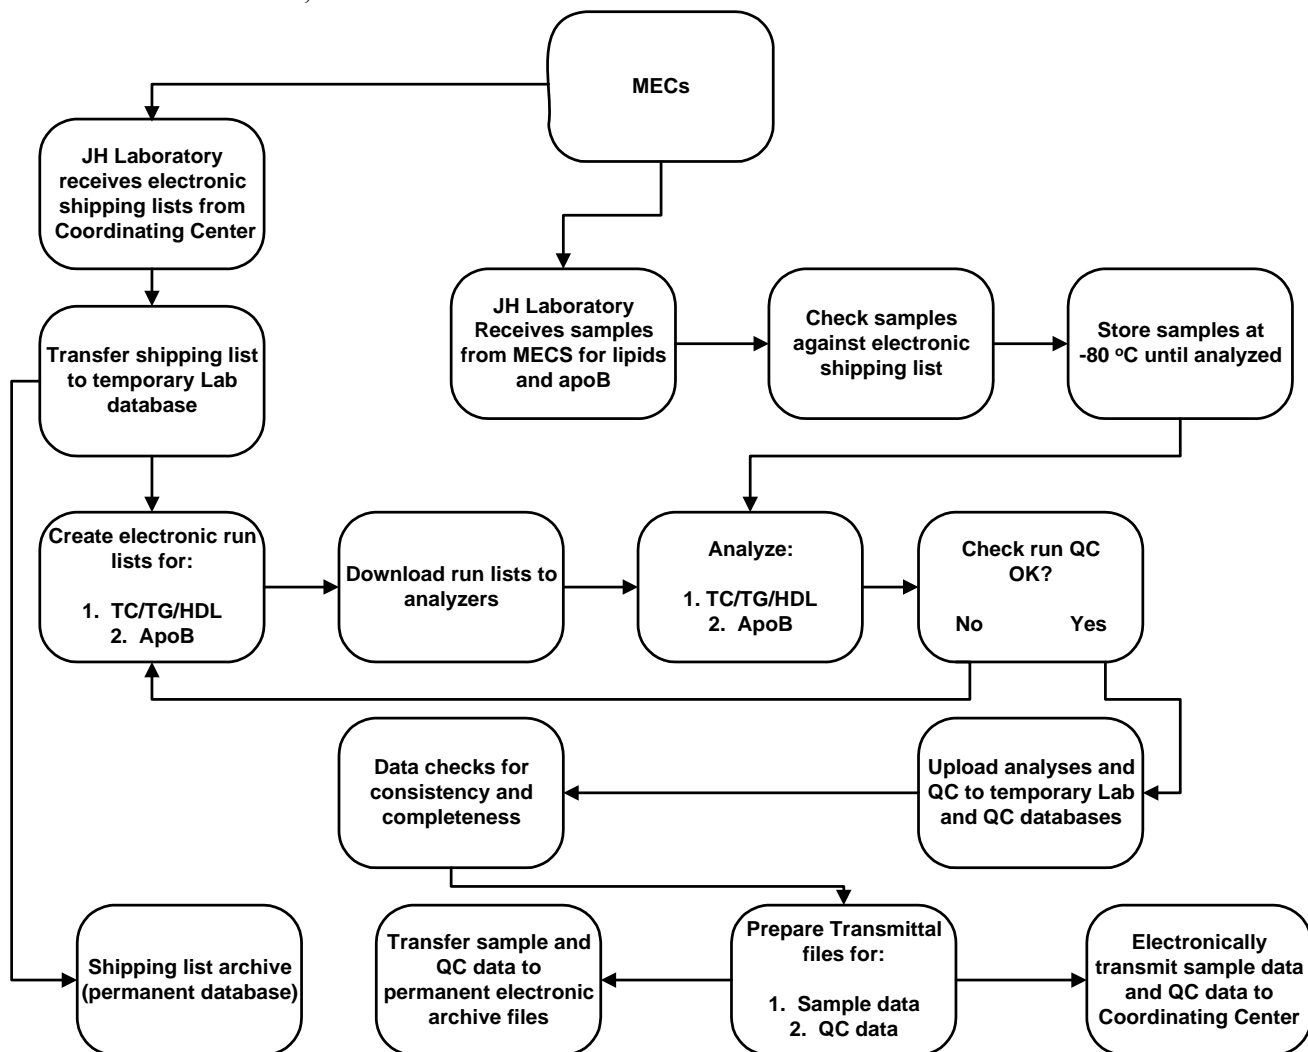 MECs
JH Laboratory
receives electronic
shipping lists from
Coordinating Center
JH Laboratory
Receives samples
from MECS for lipids
and apoB
Check samples
against electronic
shipping list
Store samples at
-80 ºC until analyzed
Transfer shipping list
to temporary Lab
database
Create electronic run
lists for:
1. TC/TG/HDL
2. ApoB
Download run lists to
analyzers
Analyze:
1. TC/TG/HDL
2. ApoB
Check run QC
OK?
No Yes
Data checks for
consistency and
completeness
Upload analyses and
QC to temporary Lab
and QC databases
Shipping list archive
(permanent database)
Transfer sample and
QC data to
permanent electronic
archive files
Prepare Transmittal
files for:
1. Sample data
2. QC data
Electronically
transmit sample data
and QC data to
Coordinating Center